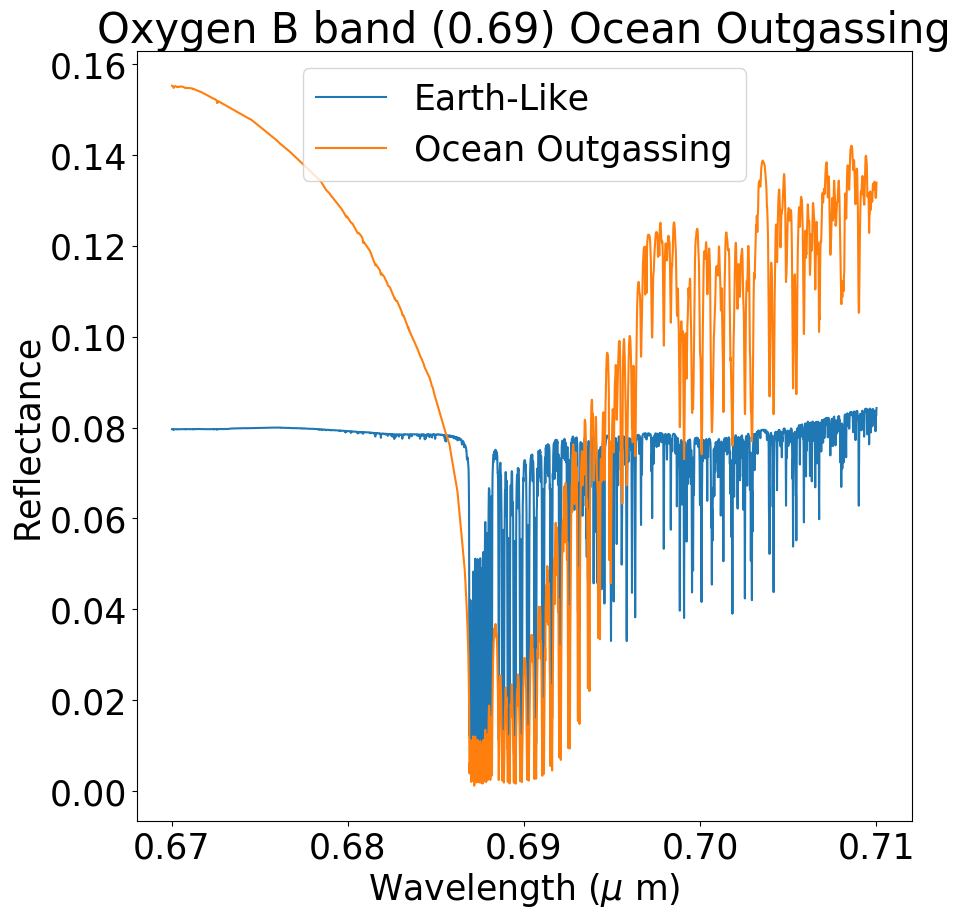 Oxygen B band (0.69) Ocean Outgassing
Earth-Like
Ocean Outgassing
Reflectance
0.16
0.14
0.12
0.10
0.08
0.06
0.04
0.02
0.00
0.67 0.68 0.69 0.70 0.71
Wavelength (μ m)